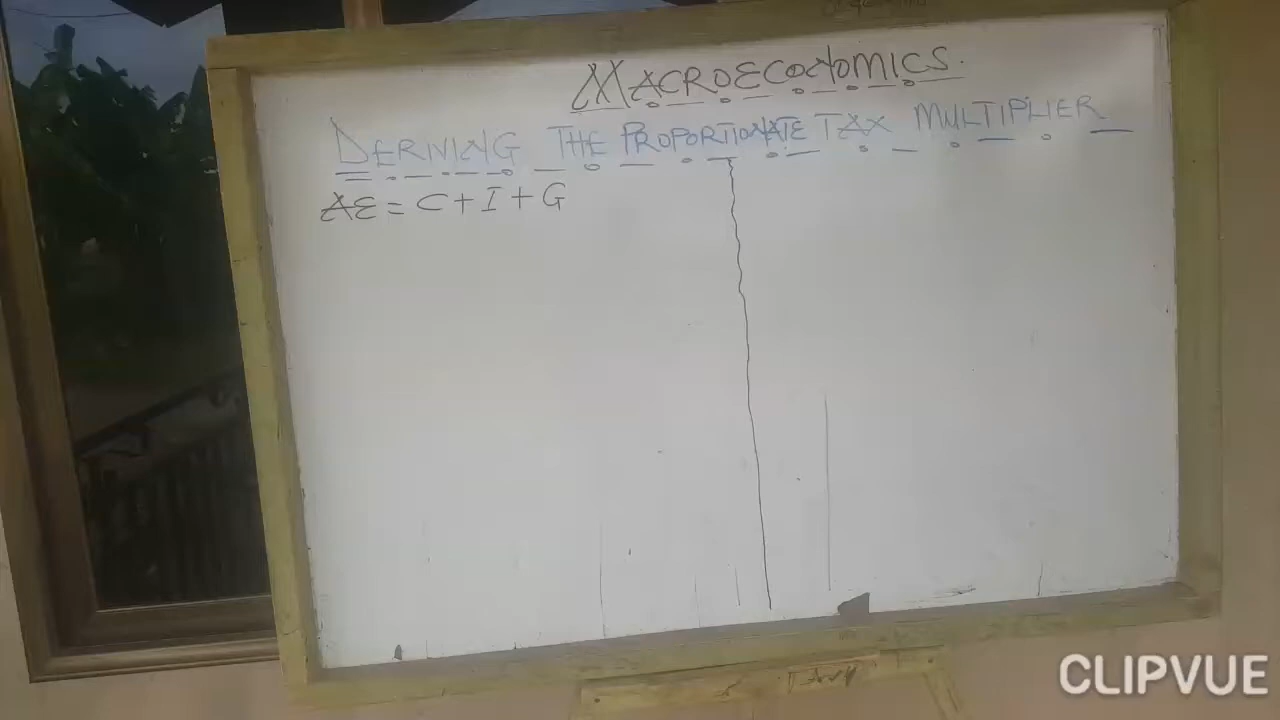 MACROECONOMICS.
DERIVING THE PROPORTIONATE TAX MULTIPLIER
AE = C + I + G
CLIPVUE